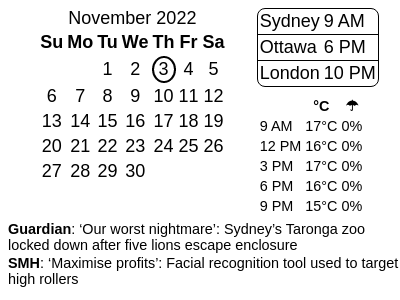 November 2022
Su Mo Tu We Th Fr Sa
1 2 3 4 5
6 7 8 9 10 11 12
13 14 15 16 17 18 19
20 21 22 23 24 25 26
27 28 29 30
Sydney 9 AM
Ottawa 6 PM
London 10 PM
°C ☂
9 AM 17°C 0%
12 PM 16°C 0%
3 PM 17°C 0%
6 PM 16°C 0%
9 PM 15°C 0%
Guardian: ‘Our worst nightmare’: Sydney’s Taronga zoo
locked down after five lions escape enclosure
SMH: ‘Maximise profits’: Facial recognition tool used to target
high rollers